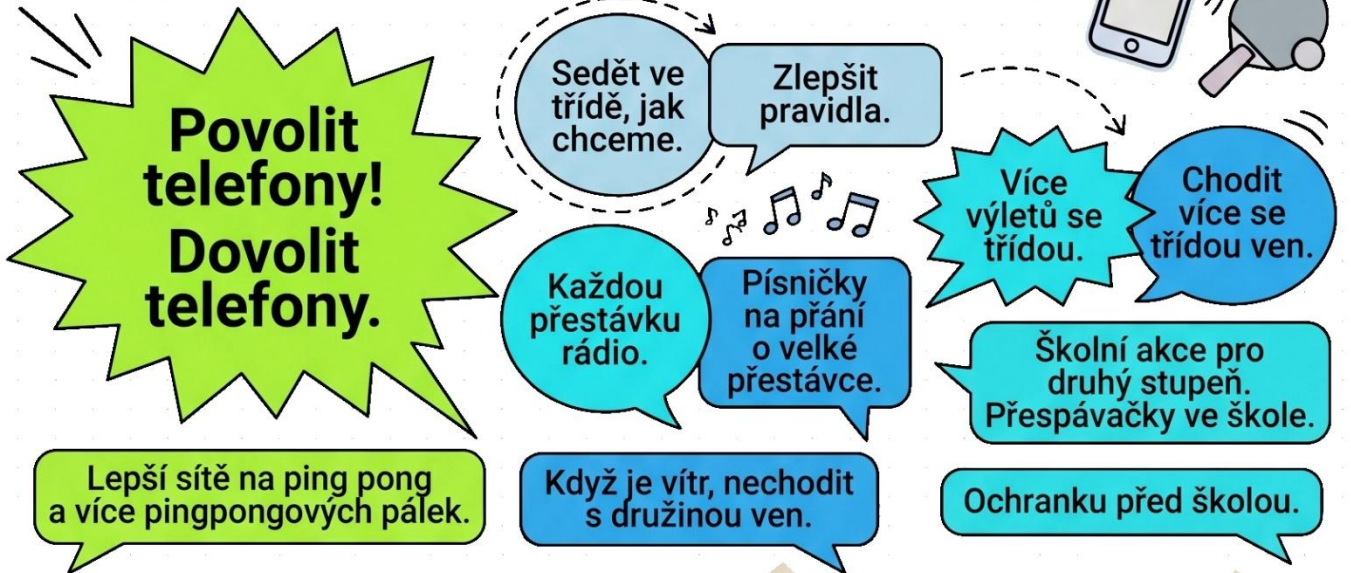 Povolit
telefony!
Dovolit
telefony.
Sedět ve
třídě, jak
chceme.
Zlepšit
pravidla.
Více
výletů se
třídou.
Chodit
více se
třídou ven.
Každou
přestávku
rádio.
Písničky
na přání
o velké
přestávce.
Školní akce pro
druhý stupeň.
Přespávačky ve škole.
Lepší sítě na ping pong
a více pingpongových pálek.
Když je vítr, nechodit
s družinou ven.
Ochranku před školou.